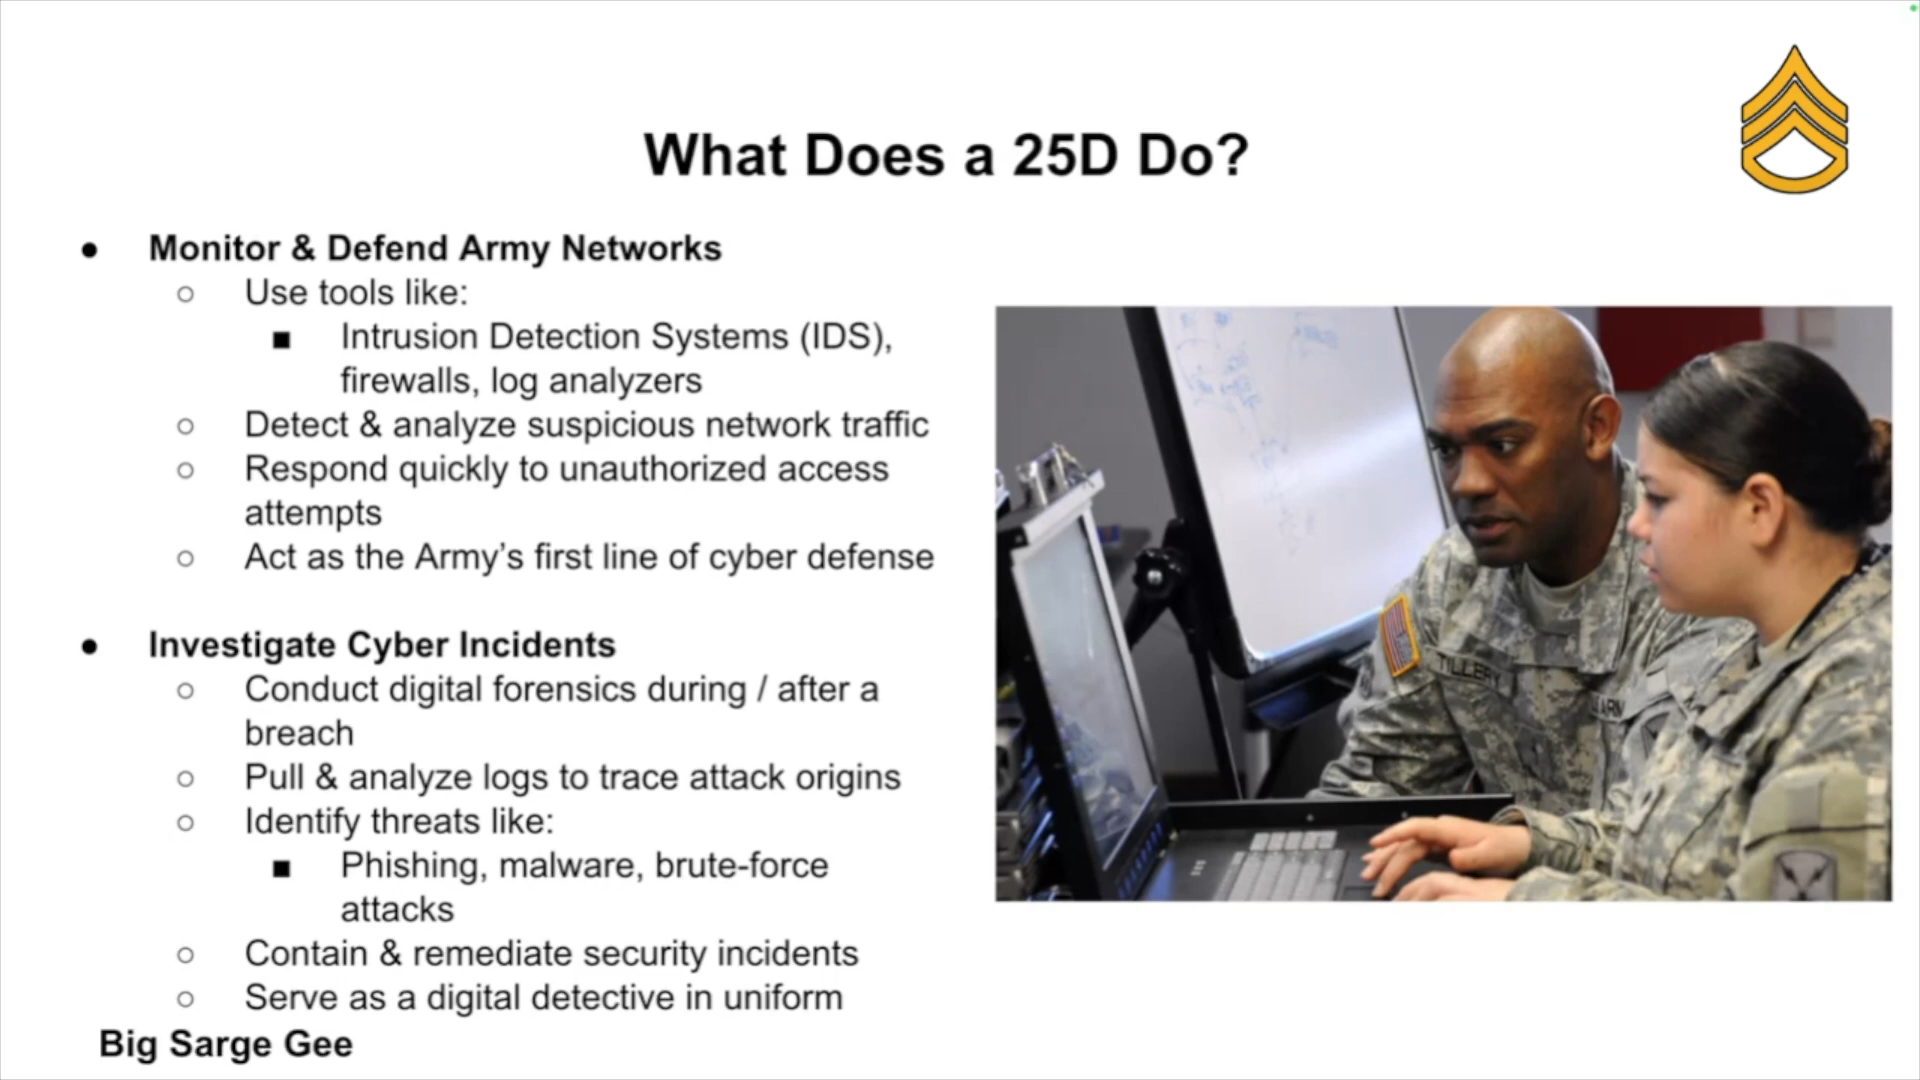 What Does a 25D Do?
● Monitor & Defend Army Networks
○ Use tools like:
■ Intrusion Detection Systems (IDS),
firewalls, log analyzers
○ Detect & analyze suspicious network traffic
○ Respond quickly to unauthorized access
attempts
○ Act as the Army’s first line of cyber defense
● Investigate Cyber Incidents
○ Conduct digital forensics during / after a
breach
○ Pull & analyze logs to trace attack origins
○ Identify threats like:
■ Phishing, malware, brute-force
attacks
○ Contain & remediate security incidents
○ Serve as a digital detective in uniform
Big Sarge Gee
TILLERY